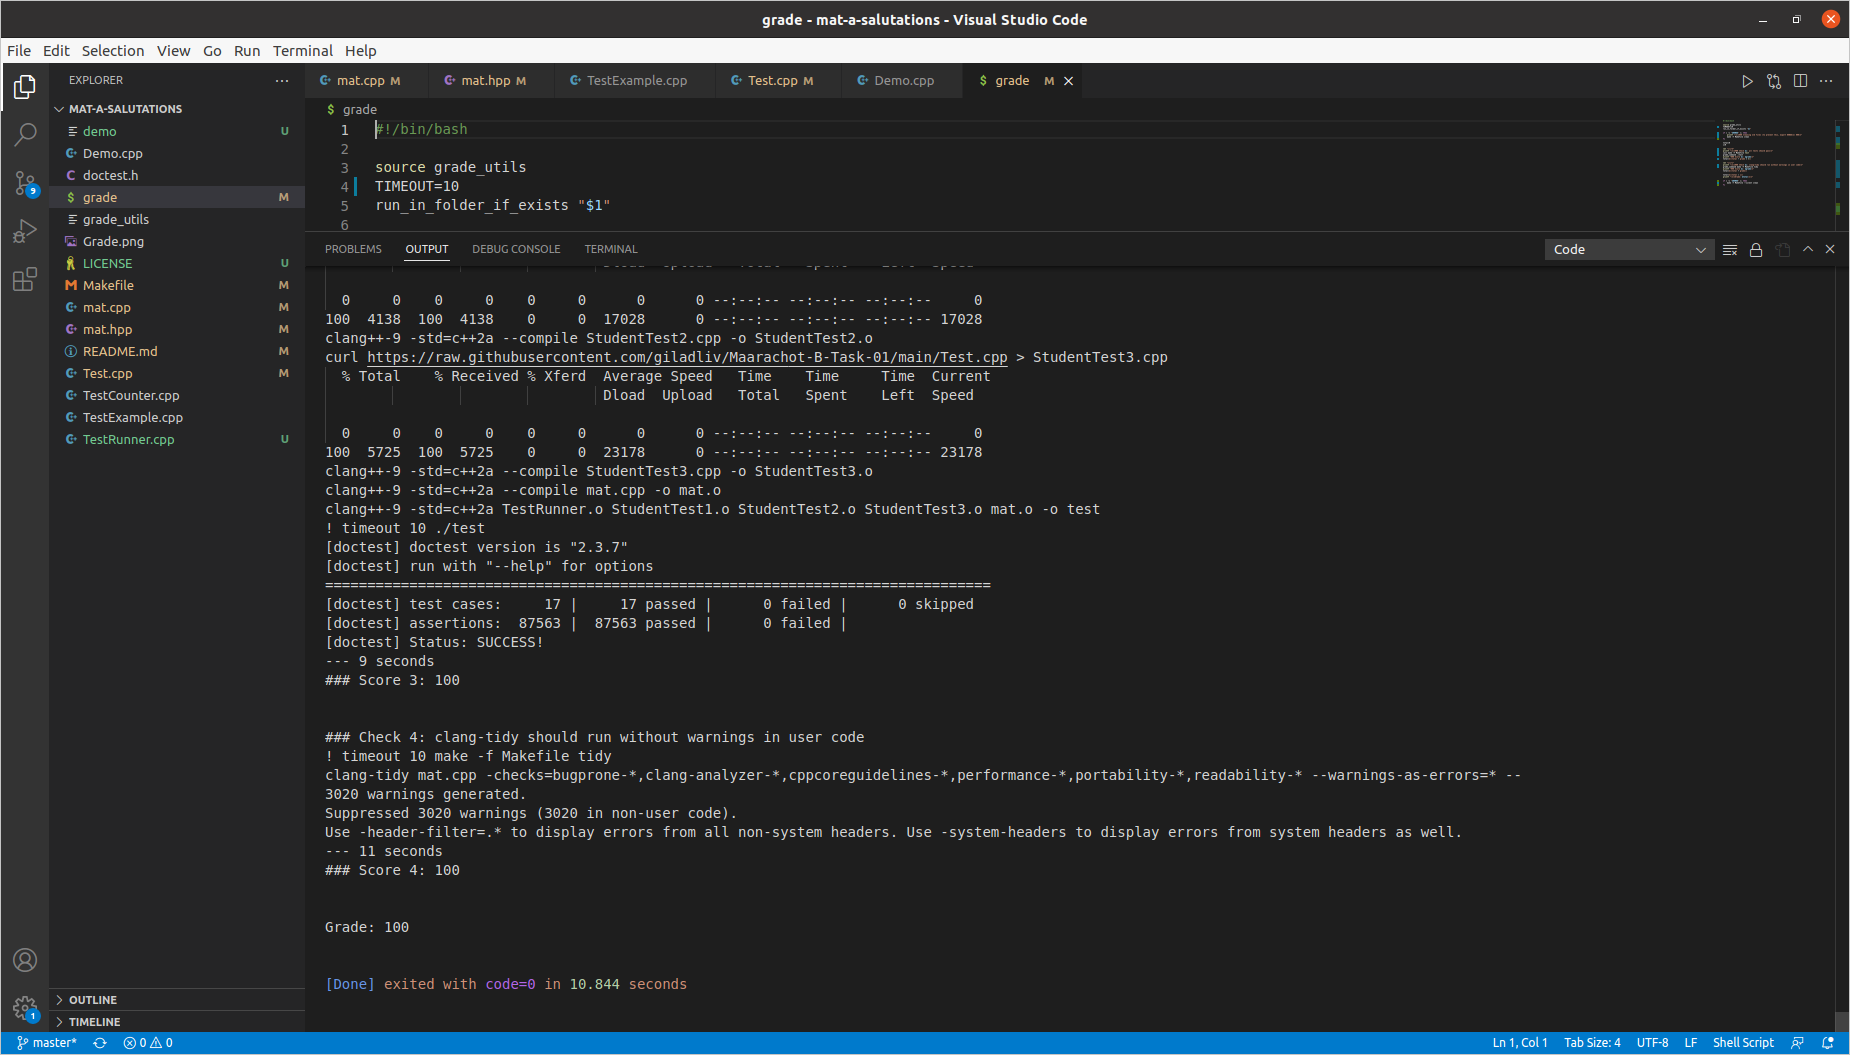 grade - mat-a-salutations - Visual Studio Code
File Edit Selection View Go Run Terminal Help
EXPLORER
MAT-A-SALUTATIONS
demo U
Demo.cpp
doctest.h
grade M
grade_utils
Grade.png
LICENSE U
Makefile M
mat.cpp M
mat.hpp M
README.md M
Test.cpp M
TestCounter.cpp
TestExample.cpp
TestRunner.cpp U
OUTLINE
TIMELINE
9
1
mat.cpp M mat.hpp M TestExample.cpp Test.cpp M Demo.cpp $ grade M
$ grade
1 #!/bin/bash
2
3 source grade_utils
4 TIMEOUT=10
5 run_in_folder_if_exists "$1"
6
PROBLEMS OUTPUT DEBUG CONSOLE TERMINAL Code
Dload Upload Total Spent Left Speed
0 0 0 0 0 0 0 0 --:--:-- --:--:-- --:--:-- 0
100 4138 100 4138 0 0 17028 0 --:--:-- --:--:-- --:--:-- 17028
clang++-9 -std=c++2a --compile StudentTest2.cpp -o StudentTest2.o
curl https://raw.githubusercontent.com/giladliv/Maarachot-B-Task-01/main/Test.cpp > StudentTest3.cpp
% Total % Received % Xferd Average Speed Time Time Time Current
Dload Upload Total Spent Left Speed
0 0 0 0 0 0 0 0 --:--:-- --:--:-- --:--:-- 0
100 5725 100 5725 0 0 23178 0 --:--:-- --:--:-- --:--:-- 23178
clang++-9 -std=c++2a --compile StudentTest3.cpp -o StudentTest3.o
clang++-9 -std=c++2a --compile mat.cpp -o mat.o
clang++-9 -std=c++2a TestRunner.o StudentTest1.o StudentTest2.o StudentTest3.o mat.o -o test
! timeout 10 ./test
[doctest] doctest version is "2.3.7"
[doctest] run with "--help" for options
===============================================================================
[doctest] test cases: 17 | 17 passed | 0 failed | 0 skipped
[doctest] assertions: 87563 | 87563 passed | 0 failed |
[doctest] Status: SUCCESS!
--- 9 seconds
### Score 3: 100
### Check 4: clang-tidy should run without warnings in user code
! timeout 10 make -f Makefile tidy
clang-tidy mat.cpp -checks=bugprone-*,clang-analyzer-*,cppcoreguidelines-*,performance-*,portability-*,readability-* --warnings-as-errors=* --
3020 warnings generated.
Suppressed 3020 warnings (3020 in non-user code).
Use -header-filter=.* to display errors from all non-system headers. Use -system-headers to display errors from system headers as well.
--- 11 seconds
### Score 4: 100
Grade: 100
[Done] exited with code=0 in 10.844 seconds
master* 0 0 Ln 1, Col 1 Tab Size: 4 UTF-8 LF Shell Script